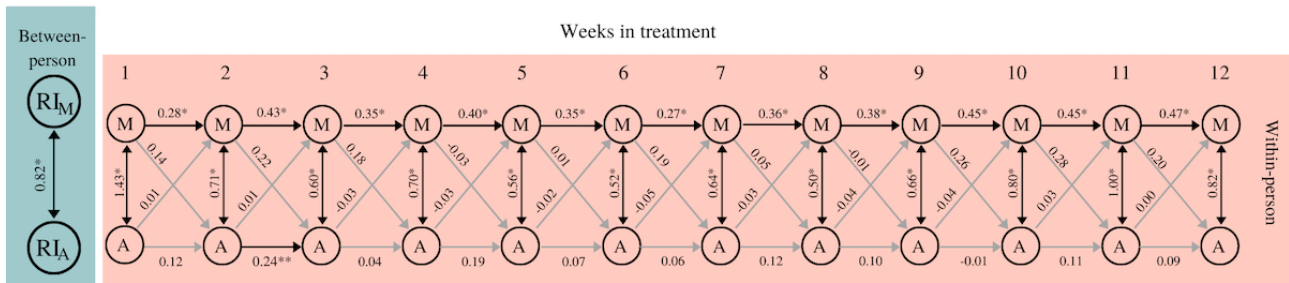 Weeks in treatment
Between-
person
1 2 3 4 5 6 7 8 9 10 11 12
RIM
M M M M M M M M M M M M
0.28* 0.43* 0.35* 0.40* 0.35* 0.27* 0.36* 0.38* 0.45* 0.45* 0.47*
0.14 0.22 0.18 -0.03 0.01 0.19 0.05 -0.01 0.26 0.28 0.20
0.82*
1.43* 0.71* 0.60* 0.70* 0.56* 0.52* 0.64* 0.50* 0.66* 0.80* 1.00* 0.82*
0.01 0.01 -0.03 -0.03 -0.02 -0.05 -0.03 -0.04 -0.04 0.03 0.00
RIA
A A A A A A A A A A A A
0.12 0.24** 0.04 0.19 0.07 0.06 0.12 0.10 -0.01 0.11 0.09
Within-person